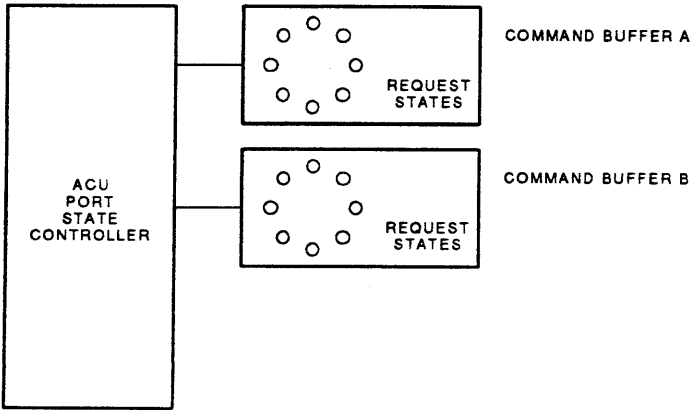 COMMAND BUFFER A
REQUEST
STATES
COMMAND BUFFER B
REQUEST
STATES
ACU
PORT
STATE
CONTROLLER